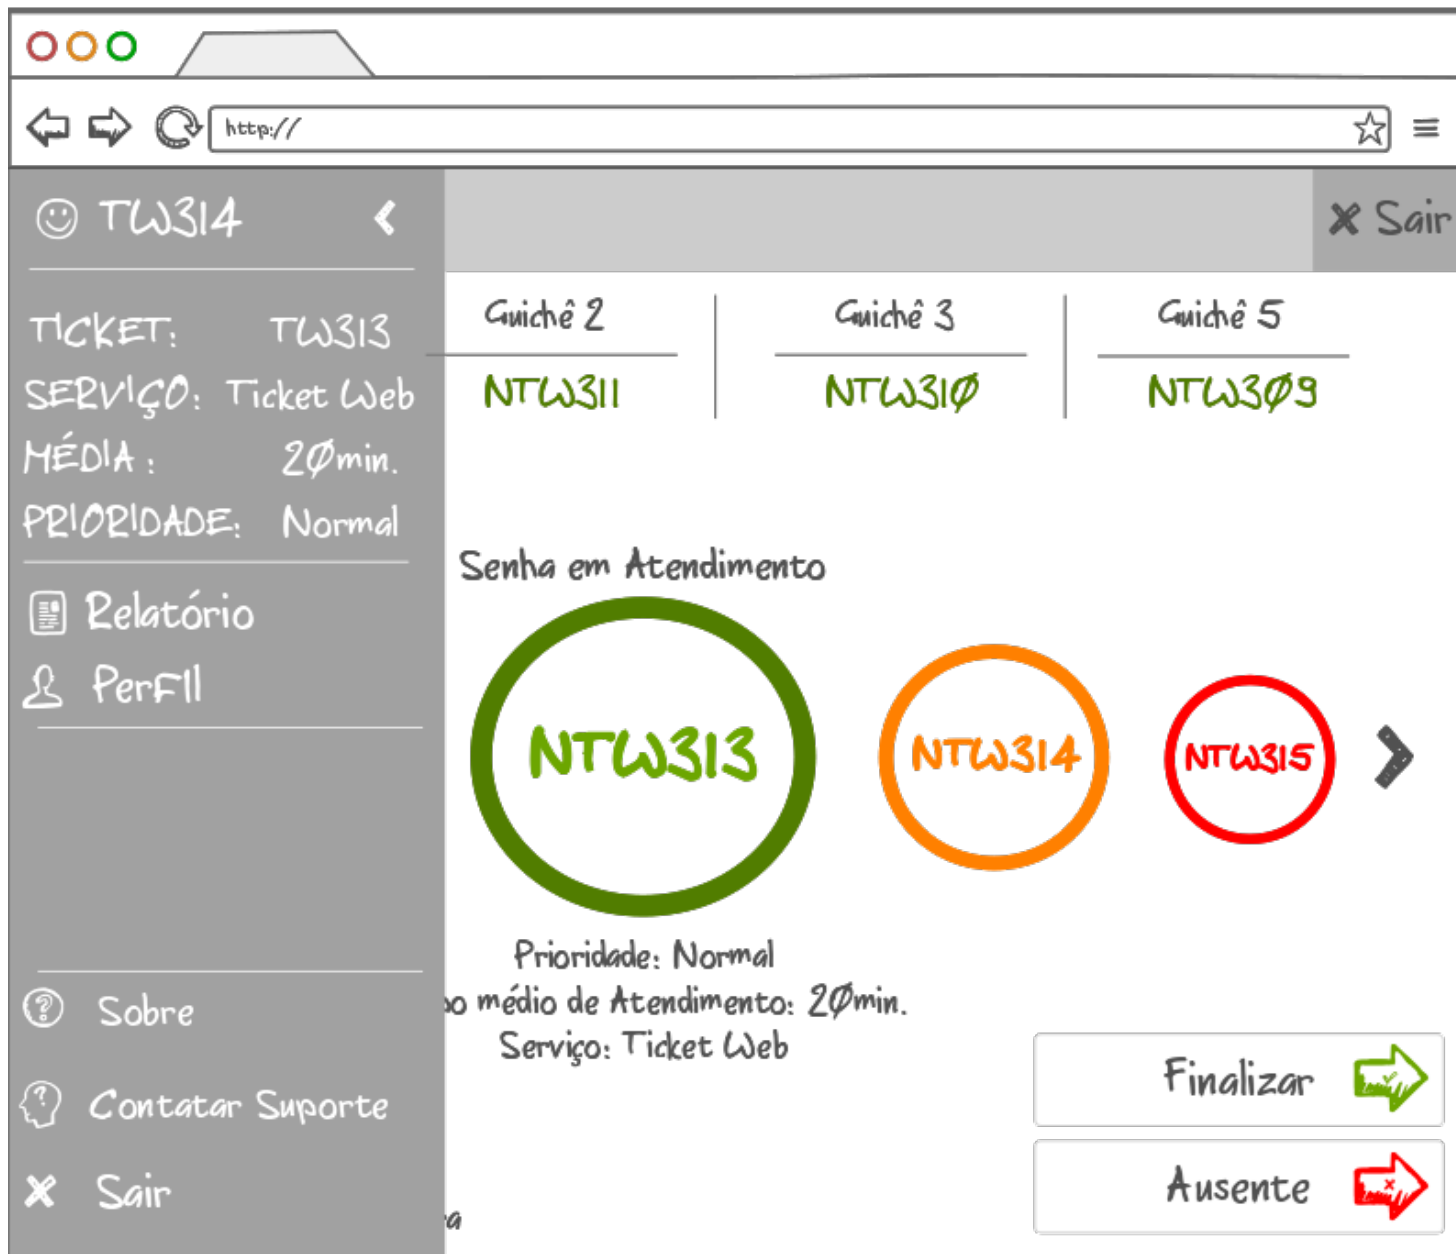 http://
TW314
Sair
TICKET: TW313
SERVIÇO: Ticket Web
MÉDIA : 20min.
PRIORIDADE: Normal
Relatório
Perfil
Sobre
Contatar Suporte
Sair
Guichê 2
NTW311
Guichê 3
NTW310
Guichê 5
NTW309
Senha em Atendimento
NTW313
NTW314
NTW315
Prioridade: Normal
médio de Atendimento: 20min.
Serviço: Ticket Web
Finalizar
Ausente